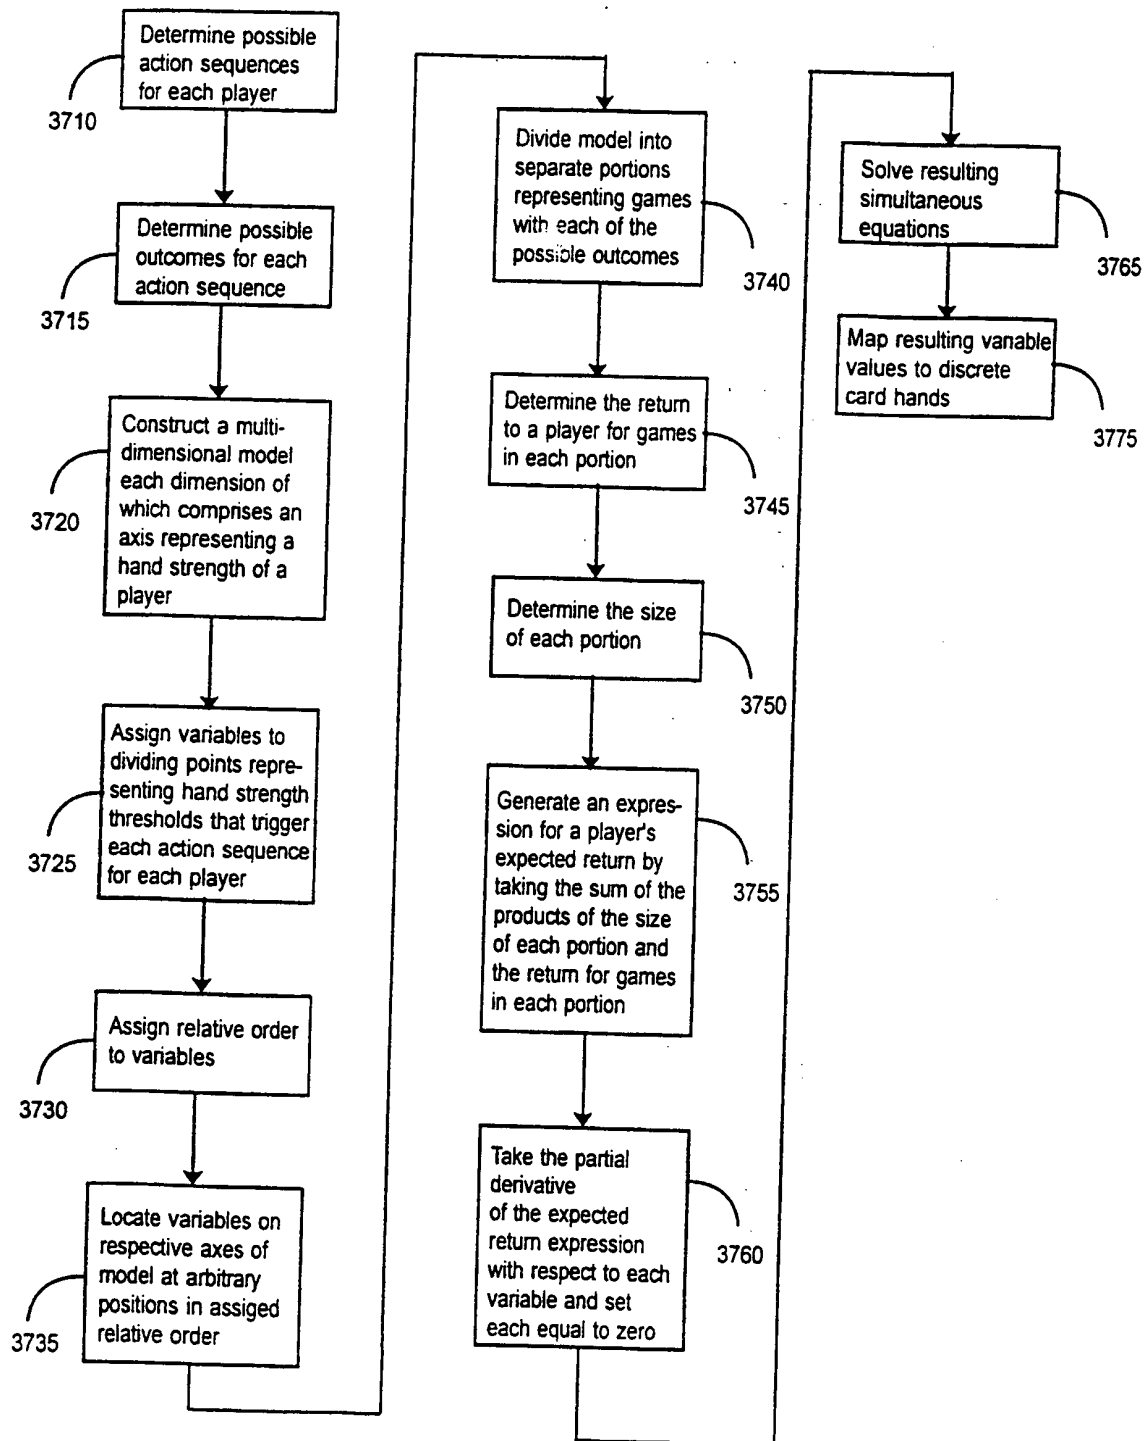 Determine possible
action sequences
for each player
3710
Determine possible
outcomes for each
action sequence
3715
Construct a multi-
dimensional model
each dimension of
which comprises an
axis representing a
hand strength of a
player
3720
Assign variables to
dividing points repre-
senting hand strength
thresholds that trigger
each action sequence
for each player
3725
Assign relative order
to variables
3730
Locate variables on
respective axes of
model at arbitrary
positions in assiged
relative order
3735
Divide model into
separate portions
representing games
with each of the
possible outcomes
3740
Determine the return
to a player for games
in each portion
3745
Determine the size
of each portion
3750
Generate an expres-
sion for a player's
expected return by
taking the sum of the
products of the size
of each portion and
the return for games
in each portion
3755
Take the partial
derivative
of the expected
return expression
with respect to each
variable and set
each equal to zero
3760
Solve resulting
simultaneous
equations
3765
Map resulting variable
values to discrete
card hands
3775